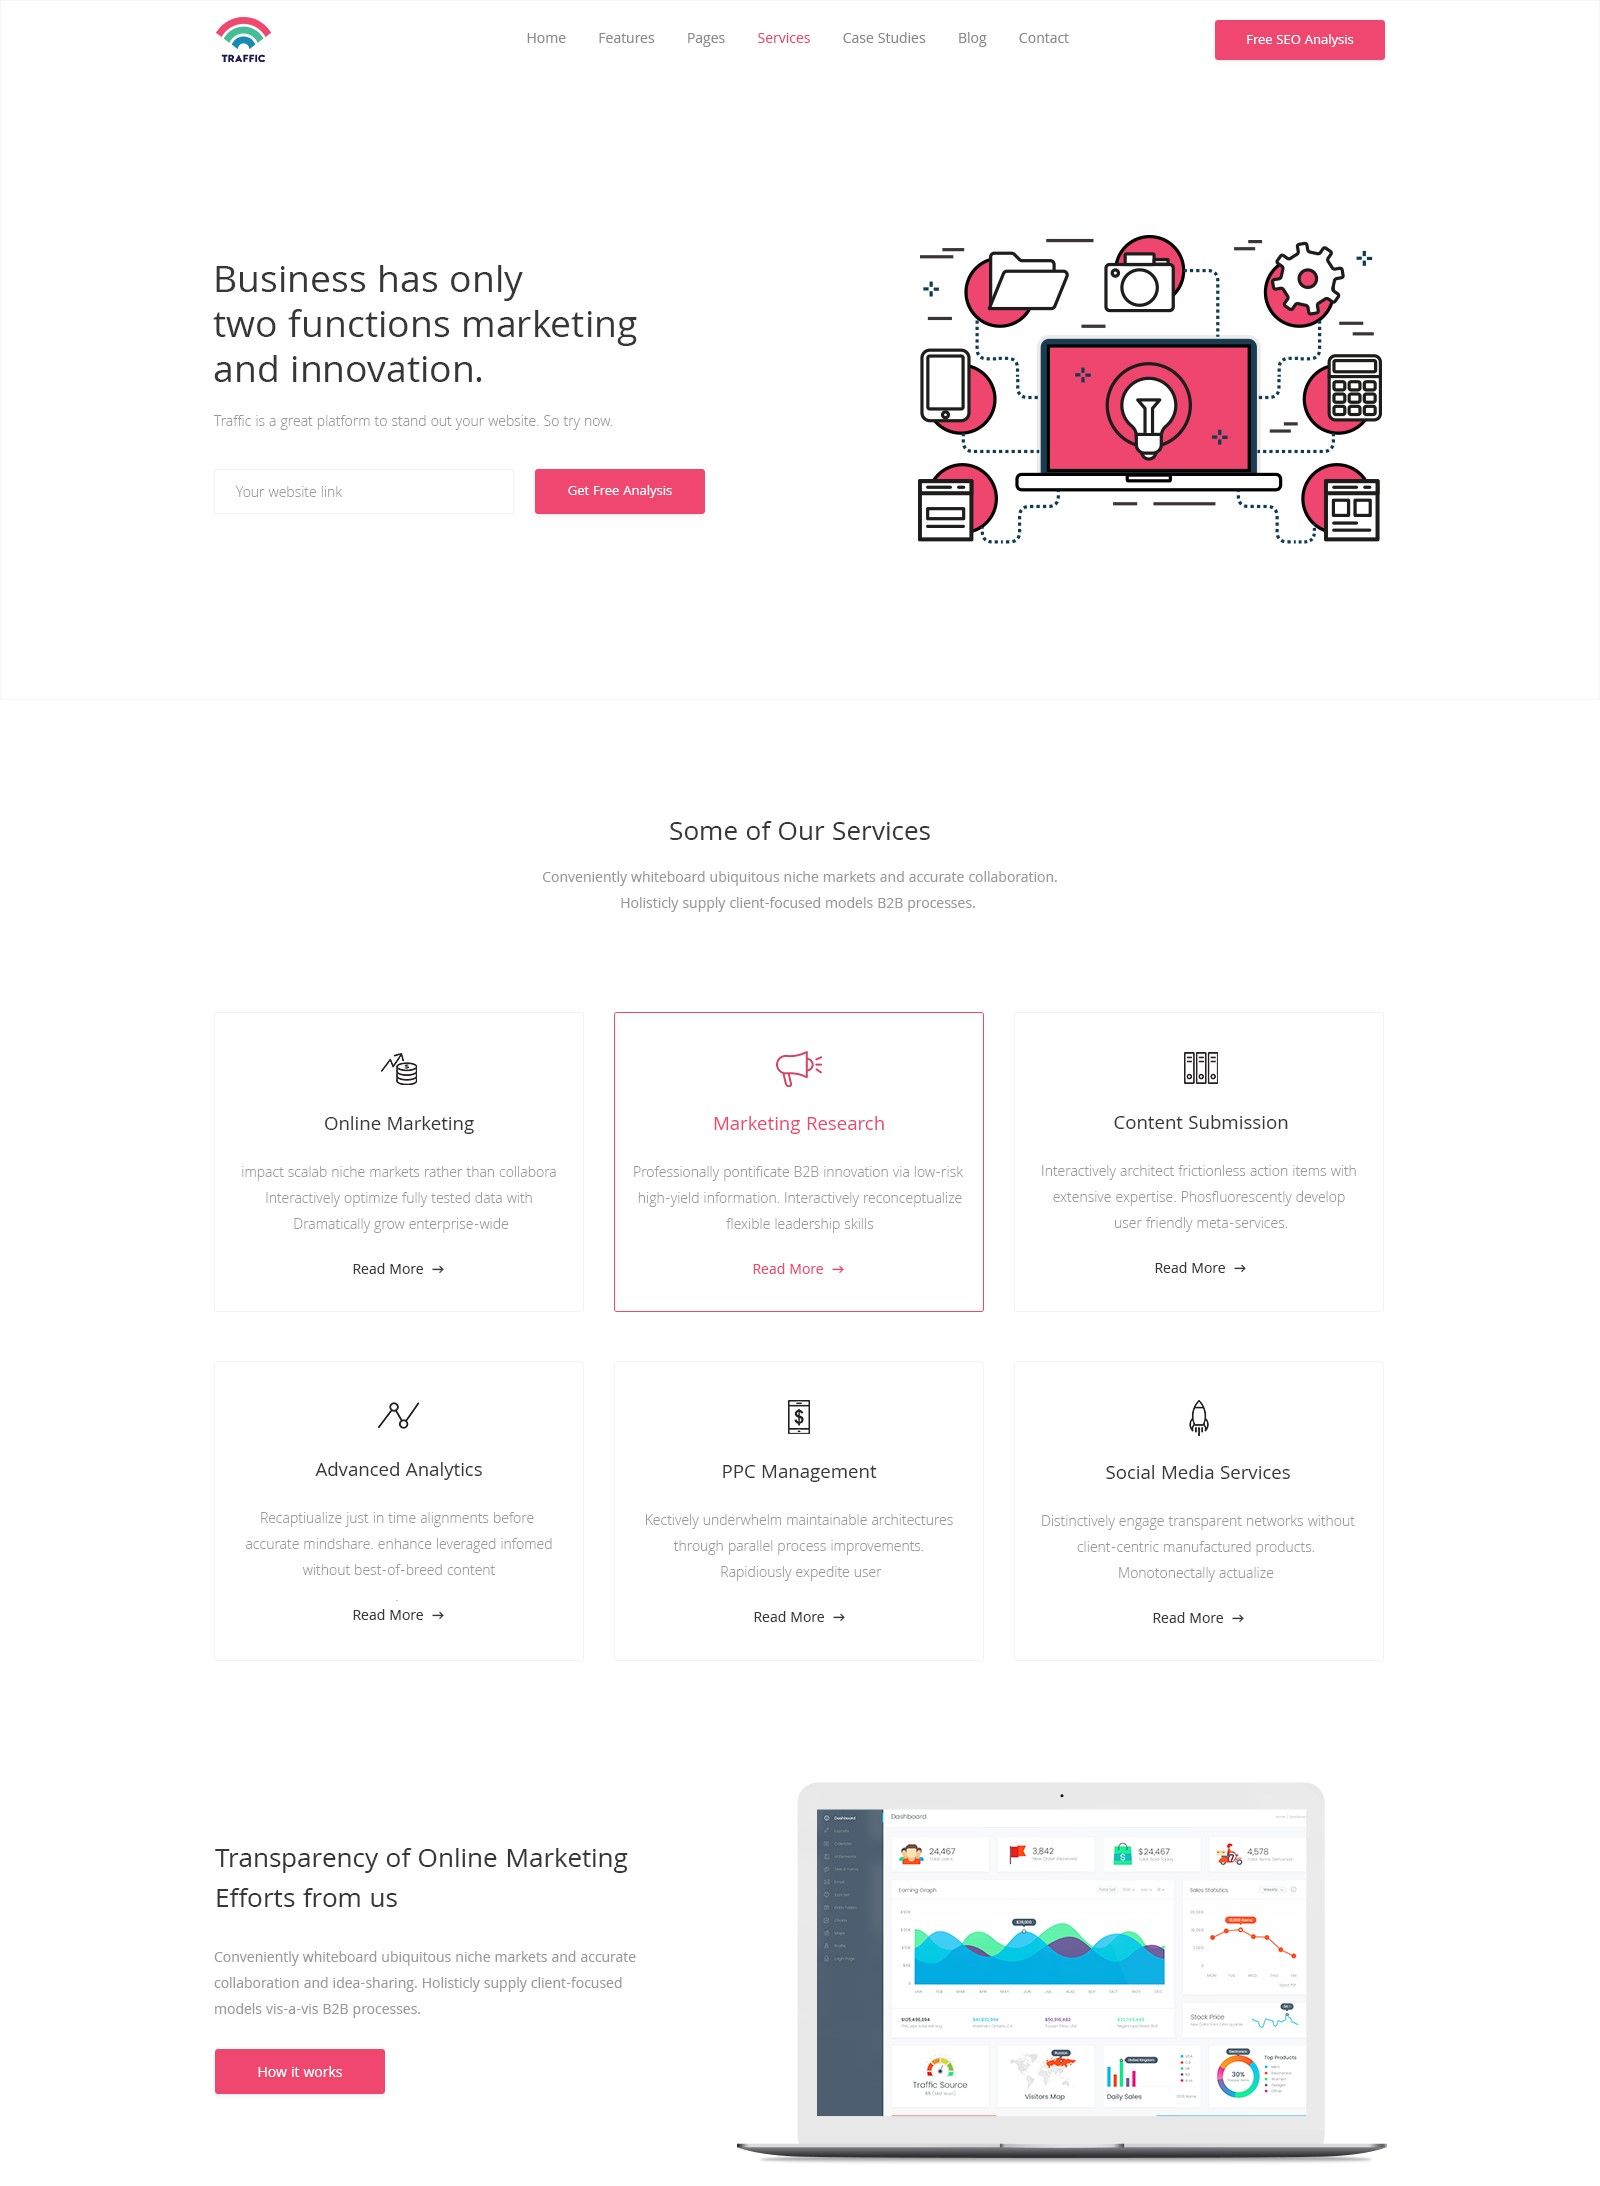 TRAFFIC
Home Features Pages Services Case Studies Blog Contact
Free SEO Analysis
Business has only
two functions marketing
and innovation.
Traffic is a great platform to stand out your website. So try now.
Your website link
Get Free Analysis
Some of Our Services
Conveniently whiteboard ubiquitous niche markets and accurate collaboration.
Holisticly supply client-focused models B2B processes.
Online Marketing
impact scalab niche markets rather than collabora
Interactively optimize fully tested data with
Dramatically grow enterprise-wide
Read More →
Marketing Research
Professionally pontificate B2B innovation via low-risk
high-yield information. Interactively reconceptualize
flexible leadership skills
Read More →
Content Submission
Interactively architect frictionless action items with
extensive expertise. Phosfluorescently develop
user friendly meta-services.
Read More →
Advanced Analytics
Recaptiualize just in time alignments before
accurate mindshare. enhance leveraged infomed
without best-of-breed content
.
Read More →
PPC Management
Kectively underwhelm maintainable architectures
through parallel process improvements.
Rapidiously expedite user
Read More →
Social Media Services
Distinctively engage transparent networks without
client-centric manufactured products.
Monotonectally actualize
Read More →
Transparency of Online Marketing
Efforts from us
Conveniently whiteboard ubiquitous niche markets and accurate
collaboration and idea-sharing. Holisticly supply client-focused
models vis-a-vis B2B processes.
How it works
Dashboard
Dashboard
24,467
3,842
$24,467
4,578
Earning Graph
Sales Statistics
Stock Price
Traffic Source
Visitors Map
Daily Sales
30%
Top Products